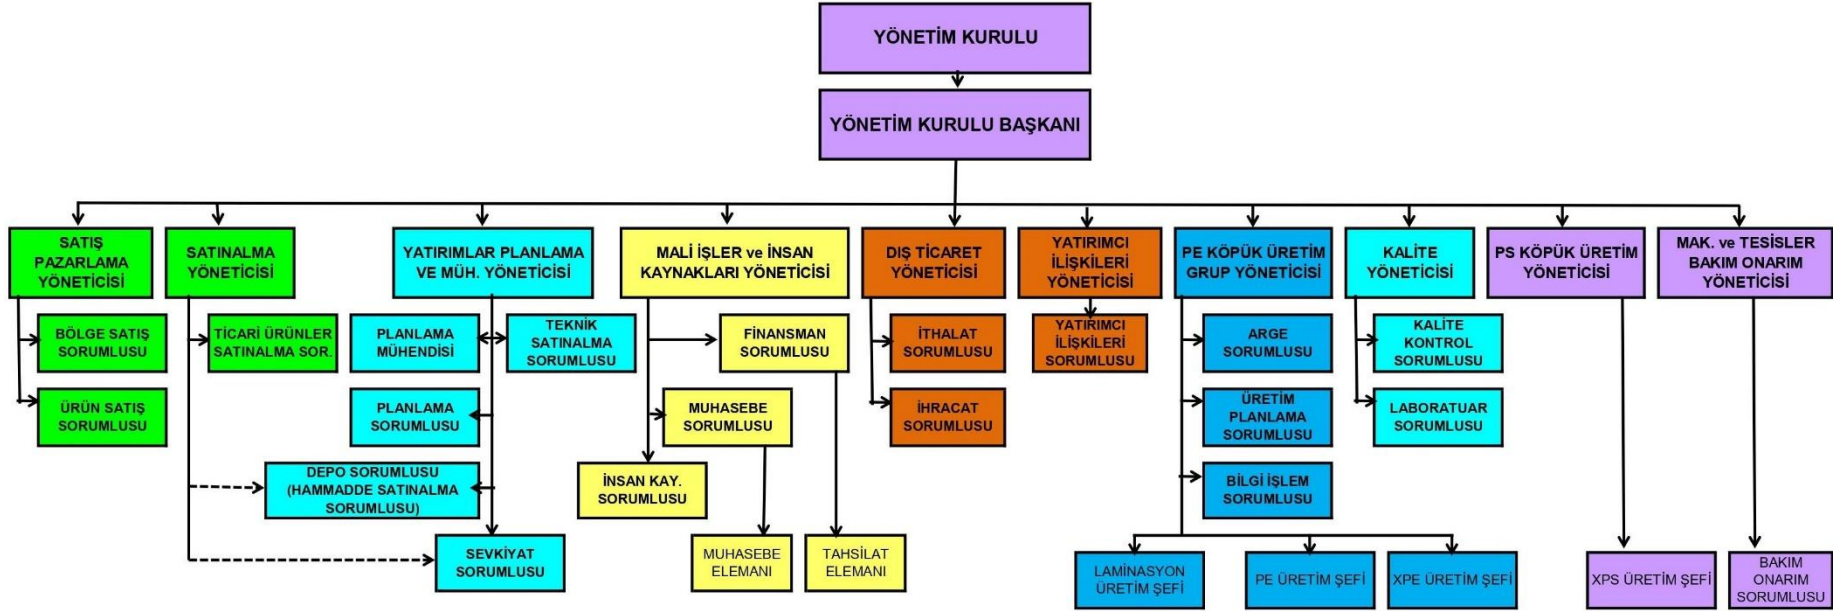 YÖNETİM KURULU
YÖNETİM KURULU BAŞKANI
SATIŞ
PAZARLAMA
YÖNETİCİSİ
SATINALMA
YÖNETİCİSİ
YATIRIMLAR PLANLAMA
VE MÜH. YÖNETİCİSİ
MALİ İŞLER ve İNSAN
KAYNAKLARI YÖNETİCİSİ
DIŞ TİCARET
YÖNETİCİSİ
YATIRIMCI
İLİŞKİLERİ
YÖNETİCİSİ
PE KÖPÜK ÜRETİM
GRUP YÖNETİCİSİ
KALİTE
YÖNETİCİSİ
PS KÖPÜK ÜRETİM
YÖNETİCİSİ
MAK. ve TESİSLER
BAKIM ONARIM
YÖNETİCİSİ
BÖLGE SATIŞ
SORUMLUSU
TİCARİ ÜRÜNLER
SATINALMA SOR.
PLANLAMA
MÜHENDİSİ
TEKNİK
SATINALMA
SORUMLUSU
FİNANSMAN
SORUMLUSU
İTHALAT
SORUMLUSU
YATIRIMCI
İLİŞKİLERİ
SORUMLUSU
ARGE
SORUMLUSU
KALİTE
KONTROL
SORUMLUSU
ÜRÜN SATIŞ
SORUMLUSU
PLANLAMA
SORUMLUSU
MUHASEBE
SORUMLUSU
İHRACAT
SORUMLUSU
ÜRETİM
PLANLAMA
SORUMLUSU
LABORATUAR
SORUMLUSU
DEPO SORUMLUSU
(HAMMADDE SATINALMA
SORUMLUSU)
İNSAN KAY.
SORUMLUSU
BİLGİ İŞLEM
SORUMLUSU
SEVKİYAT
SORUMLUSU
MUHASEBE
ELEMANI
TAHSİLAT
ELEMANI
LAMİNASYON
ÜRETİM ŞEFİ
PE ÜRETİM ŞEFİ
XPE ÜRETİM ŞEFİ
XPS ÜRETİM ŞEFİ
BAKIM
ONARIM
SORUMLUSU